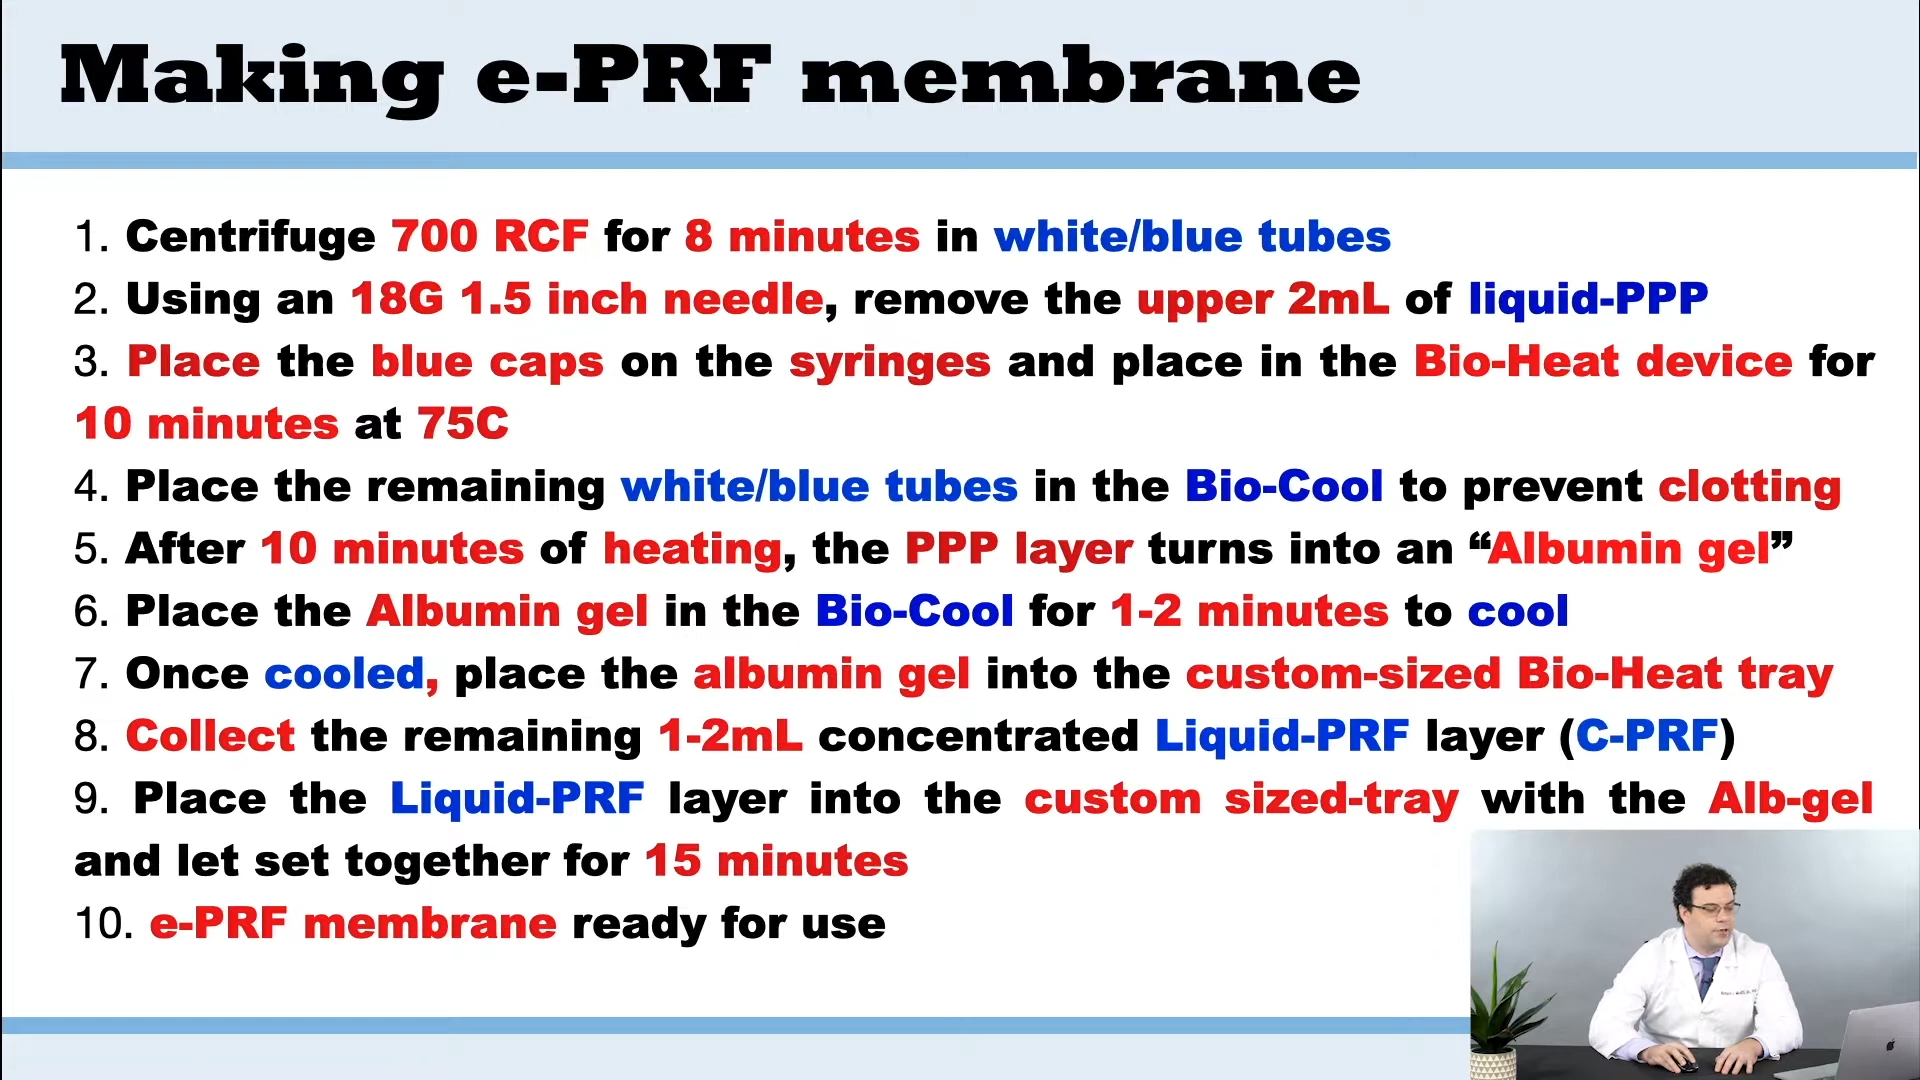 Making e-PRF membrane
1. Centrifuge 700 RCF for 8 minutes in white/blue tubes
2. Using an 18G 1.5 inch needle, remove the upper 2mL of liquid-PPP
3. Place the blue caps on the syringes and place in the Bio-Heat device for
10 minutes at 75C
4. Place the remaining white/blue tubes in the Bio-Cool to prevent clotting
5. After 10 minutes of heating, the PPP layer turns into an “Albumin gel”
6. Place the Albumin gel in the Bio-Cool for 1-2 minutes to cool
7. Once cooled, place the albumin gel into the custom-sized Bio-Heat tray
8. Collect the remaining 1-2mL concentrated Liquid-PRF layer (C-PRF)
9. Place the Liquid-PRF layer into the custom sized-tray with the Alb-gel
and let set together for 15 minutes
10. e-PRF membrane ready for use